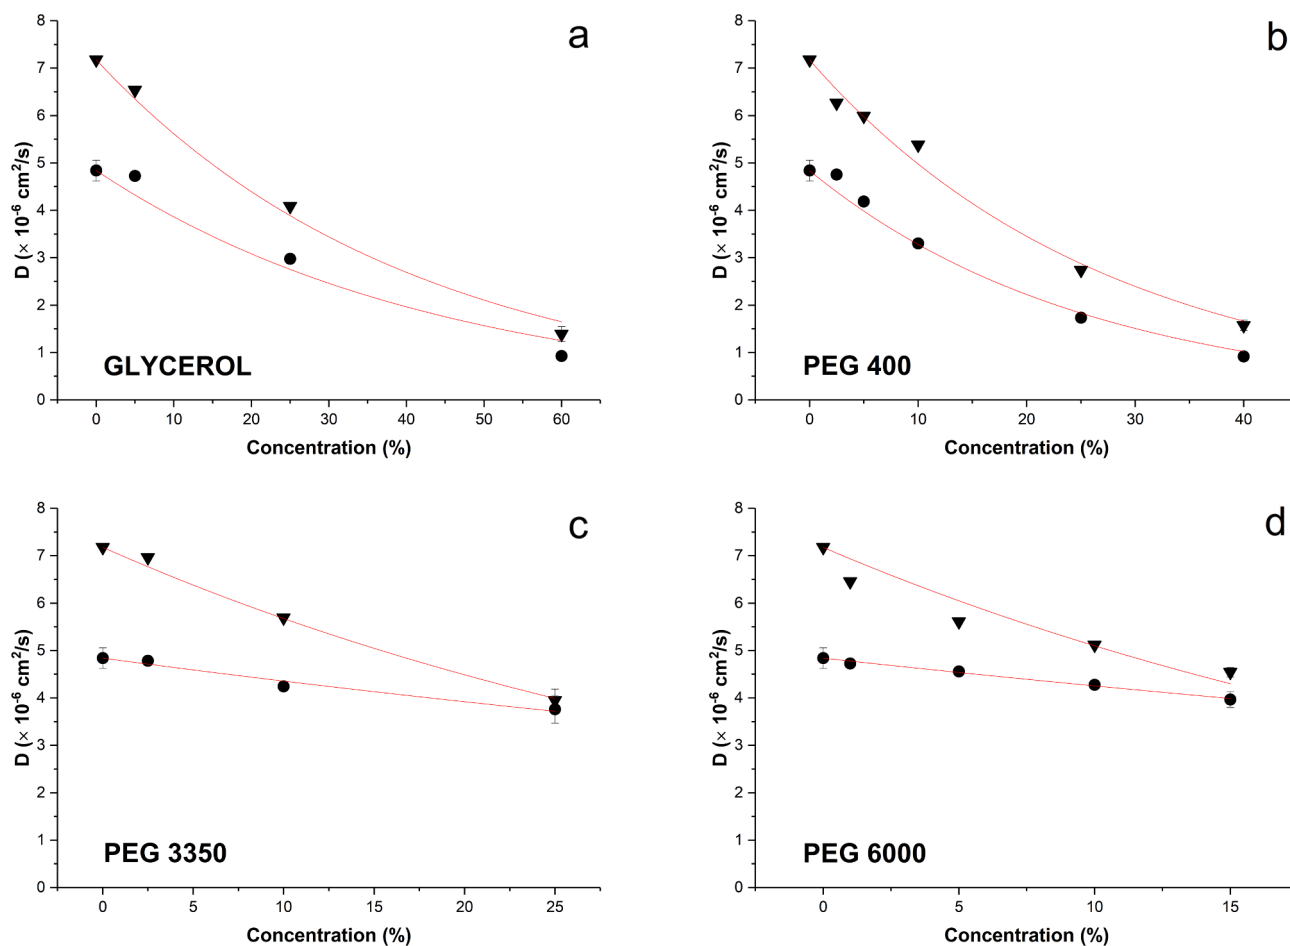 a
8
7
6
5
4
3
2
1
0
D (× 10⁻⁶ cm²/s)
GLYCEROL
0 10 20 30 40 50 60
Concentration (%)
b
8
7
6
5
4
3
2
1
0
D (× 10⁻⁶ cm²/s)
PEG 400
0 10 20 30 40
Concentration (%)
c
8
7
6
5
4
3
2
1
0
D (× 10⁻⁶ cm²/s)
PEG 3350
0 5 10 15 20 25
Concentration (%)
d
8
7
6
5
4
3
2
1
0
D (× 10⁻⁶ cm²/s)
PEG 6000
0 5 10 15
Concentration (%)